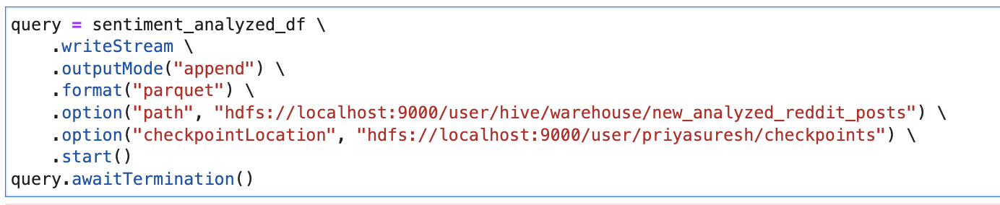 query = sentiment_analyzed_df \
    .writeStream \
    .outputMode("append") \
    .format("parquet") \
    .option("path", "hdfs://localhost:9000/user/hive/warehouse/new_analyzed_reddit_posts") \
    .option("checkpointLocation", "hdfs://localhost:9000/user/priyasuresh/checkpoints") \
    .start()
query.awaitTermination()